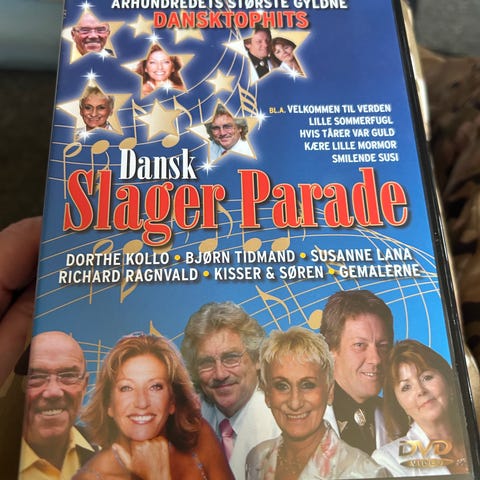 ÅRHUNDREDETS STØRSTE GYLDNE
DANSKTOPHITS
BL.A. VELKOMMEN TIL VERDEN
LILLE SOMMERFUGL
HVIS TÅRER VAR GULD
KÆRE LILLE MORMOR
SMILENDE SUSI
Dansk
Slager Parade
DORTHE KOLLO • BJØRN TIDMAND • SUSANNE LANA
RICHARD RAGNVALD • KISSER & SØREN • GEMALERNE
DVD
VIDEO